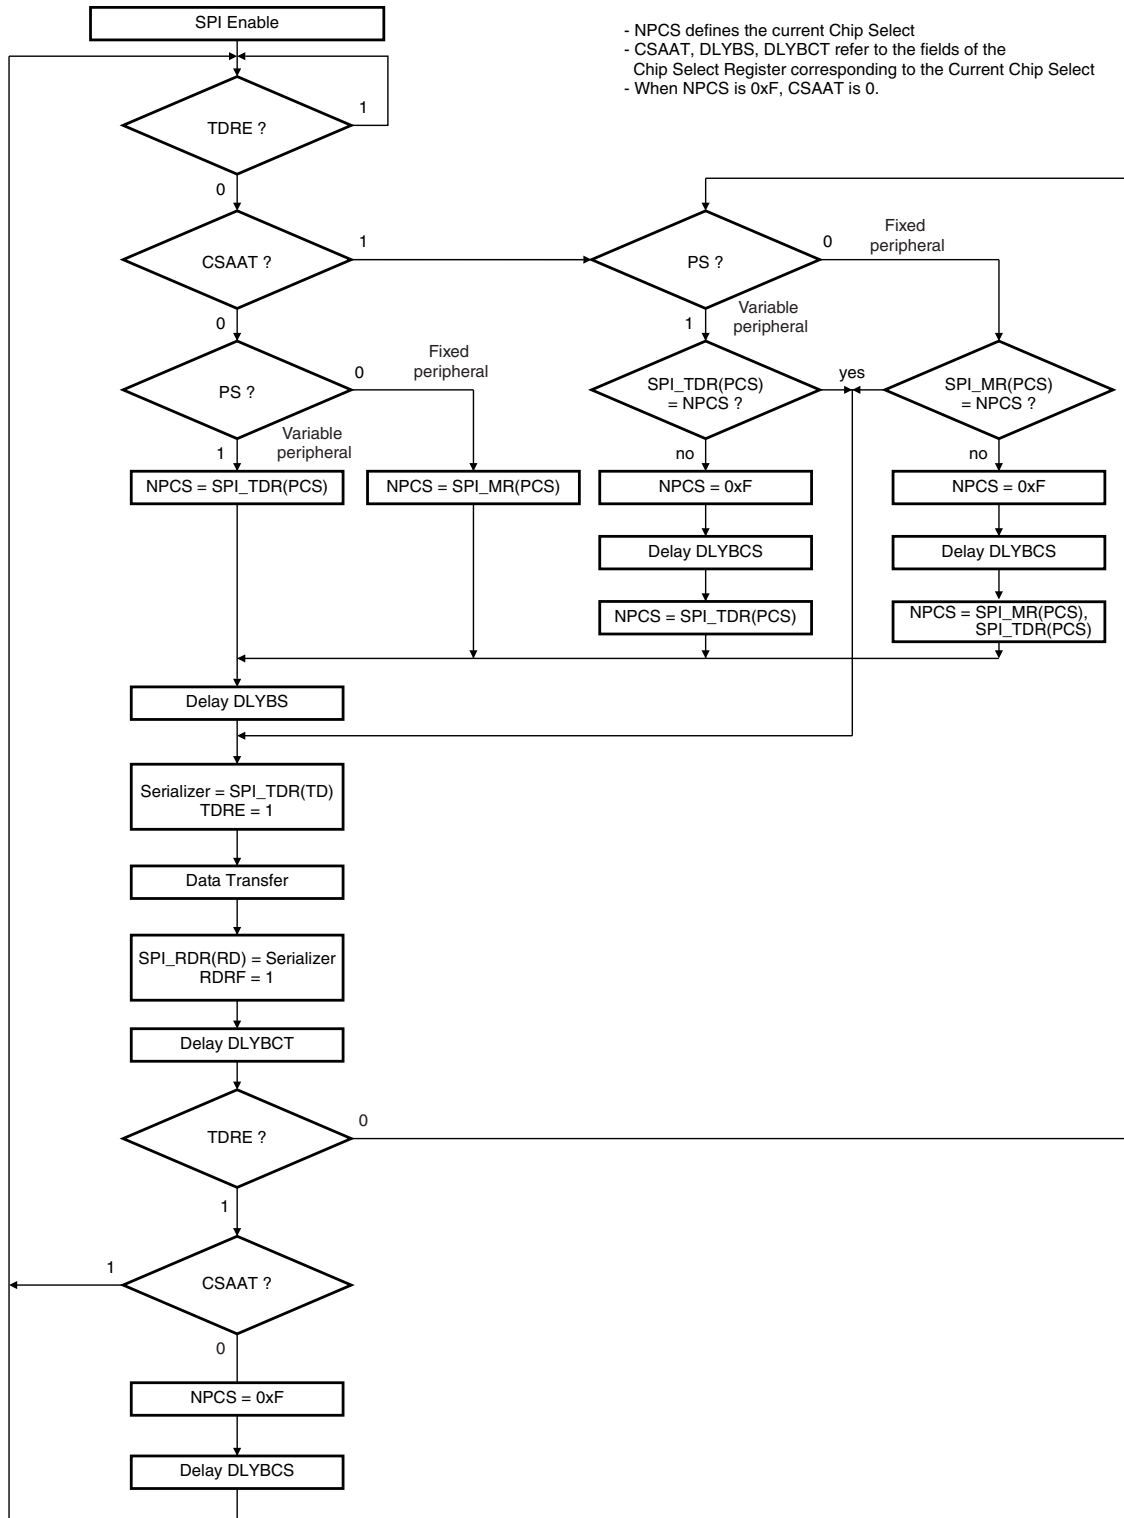 SPI Enable
- NPCS defines the current Chip Select
- CSAAT, DLYBS, DLYBCT refer to the fields of the
Chip Select Register corresponding to the Current Chip Select
- When NPCS is 0xF, CSAAT is 0.
1
TDRE ?
0
CSAAT ?
1
PS ?
0
Fixed
peripheral
0
1
Variable
peripheral
PS ?
0
Fixed
peripheral
SPI_TDR(PCS)
= NPCS ?
yes
SPI_MR(PCS)
= NPCS ?
1
Variable
peripheral
no
no
NPCS = SPI_TDR(PCS)
NPCS = SPI_MR(PCS)
NPCS = 0xF
NPCS = 0xF
Delay DLYBCS
Delay DLYBCS
NPCS = SPI_TDR(PCS)
NPCS = SPI_MR(PCS),
SPI_TDR(PCS)
Delay DLYBS
Serializer = SPI_TDR(TD)
TDRE = 1
Data Transfer
SPI_RDR(RD) = Serializer
RDRF = 1
Delay DLYBCT
TDRE ?
0
1
CSAAT ?
1
0
NPCS = 0xF
Delay DLYBCS